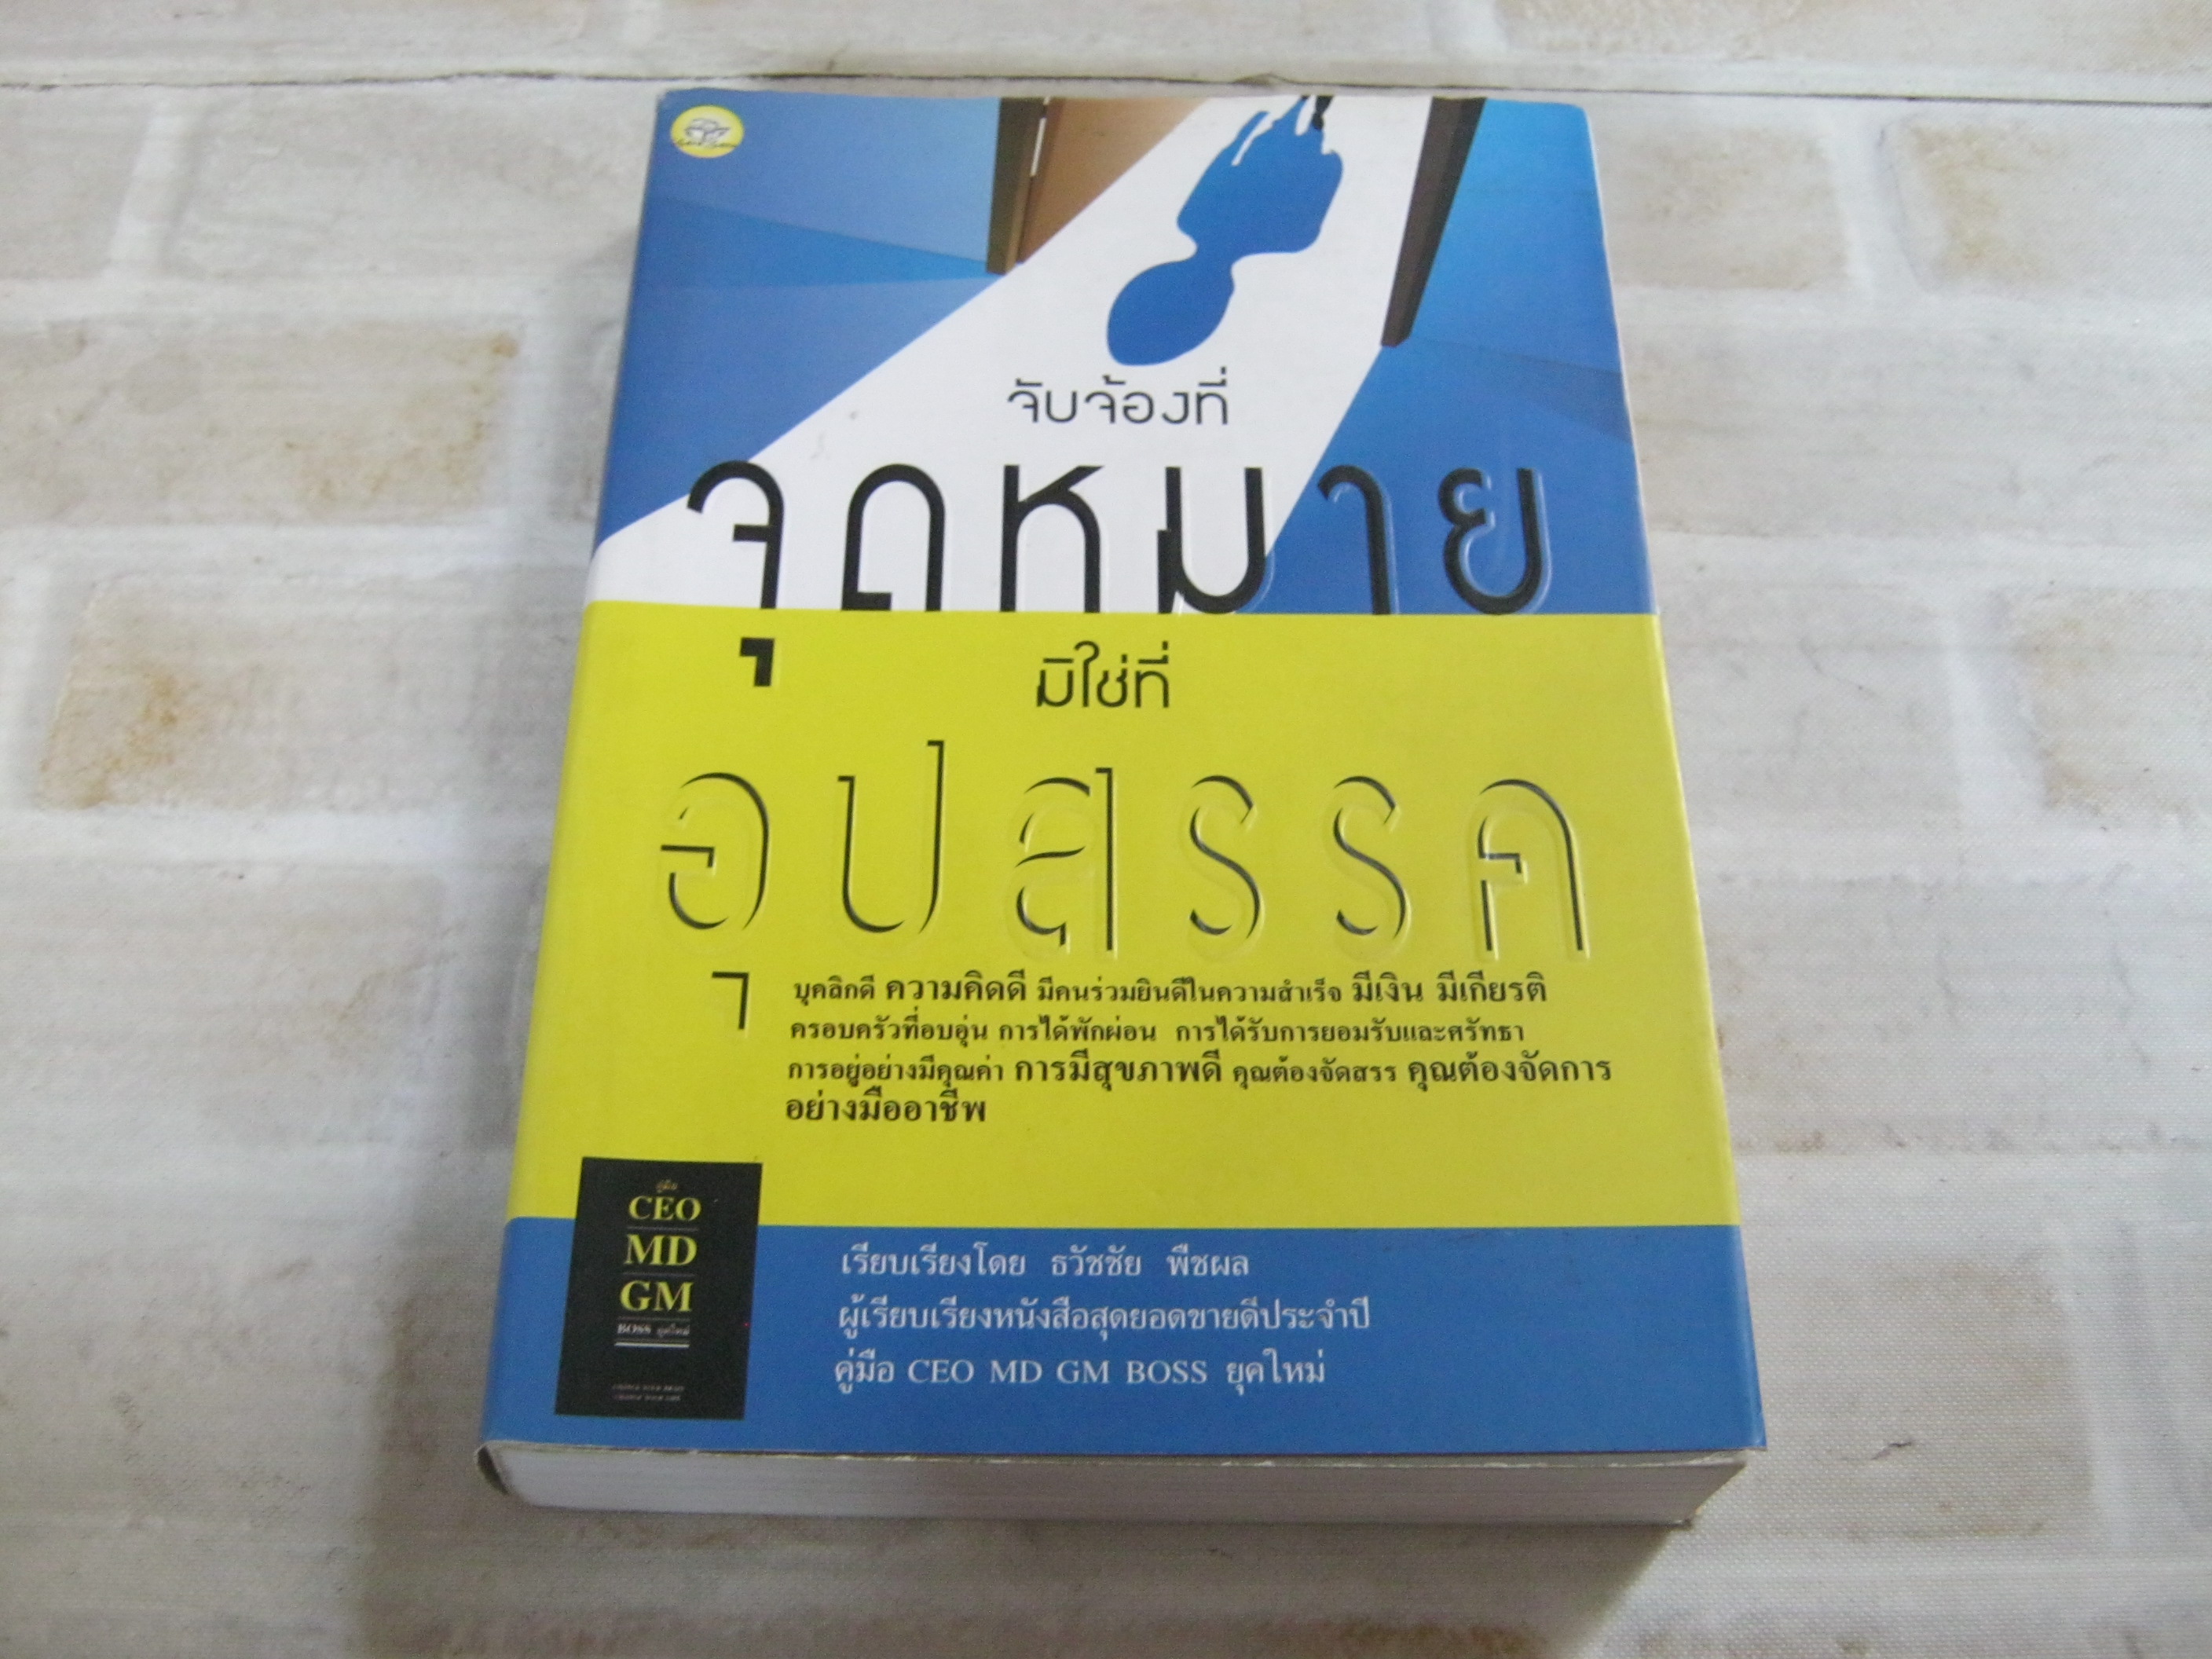 จับจ้องที่
จุดหมาย
มิใช่ที่
อุปสรรค
บุคลิกดี ความคิดดี มีคนร่วมยินดีในความสำเร็จ มีเงิน มีเกียรติ
ครอบครัวที่อบอุ่น การได้พักผ่อน การได้รับการยอมรับและศรัทธา
การอยู่อย่างมีคุณค่า การมีสุขภาพดี คุณต้องจัดสรร คุณต้องจัดการ
อย่างมืออาชีพ
คู่มือ
CEO
MD
GM
BOSS ยุคใหม่
เรียบเรียงโดย ธวัชชัย พืชผล
ผู้เรียบเรียงหนังสือสุดยอดขายดีประจำปี
คู่มือ CEO MD GM BOSS ยุคใหม่